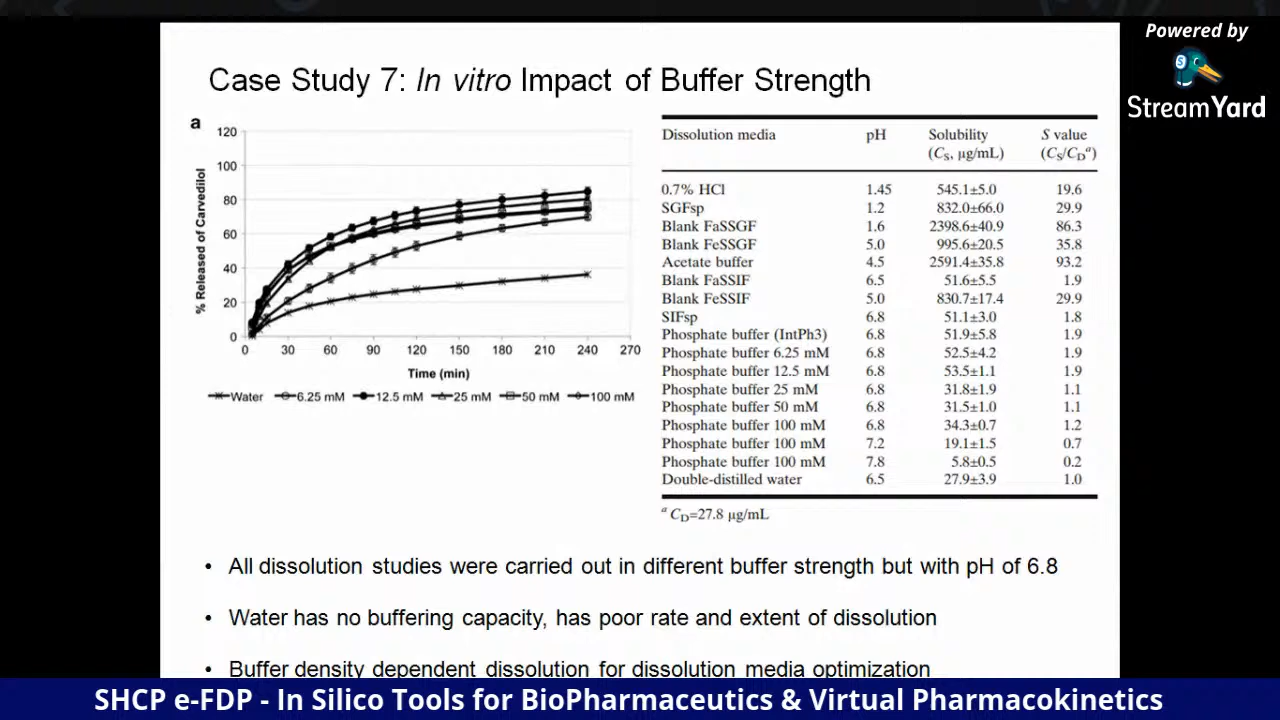 Powered by
StreamYard
Case Study 7: In vitro Impact of Buffer Strength
a
120
100
80
60
40
20
0
% Released of Carvedilol
0 30 60 90 120 150 180 210 240 270
Time (min)
Water 6.25 mM 12.5 mM 25 mM 50 mM 100 mM
Dissolution media pH Solubility S value
(CS, µg/mL) (CS/CDa)
0.7% HCl 1.45 545.1±5.0 19.6
SGFsp 1.2 832.0±66.0 29.9
Blank FaSSGF 1.6 2398.6±40.9 86.3
Blank FeSSGF 5.0 995.6±20.5 35.8
Acetate buffer 4.5 2591.4±35.8 93.2
Blank FaSSIF 6.5 51.6±5.5 1.9
Blank FeSSIF 5.0 830.7±17.4 29.9
SIFsp 6.8 51.1±3.0 1.8
Phosphate buffer (IntPh3) 6.8 51.9±5.8 1.9
Phosphate buffer 6.25 mM 6.8 52.5±4.2 1.9
Phosphate buffer 12.5 mM 6.8 53.5±1.1 1.9
Phosphate buffer 25 mM 6.8 31.8±1.9 1.1
Phosphate buffer 50 mM 6.8 31.5±1.0 1.1
Phosphate buffer 100 mM 6.8 34.3±0.7 1.2
Phosphate buffer 100 mM 7.2 19.1±1.5 0.7
Phosphate buffer 100 mM 7.8 5.8±0.5 0.2
Double-distilled water 6.5 27.9±3.9 1.0
a CD=27.8 µg/mL
• All dissolution studies were carried out in different buffer strength but with pH of 6.8
• Water has no buffering capacity, has poor rate and extent of dissolution
• Buffer density dependent dissolution for dissolution media optimization
SHCP e-FDP - In Silico Tools for BioPharmaceutics & Virtual Pharmacokinetics